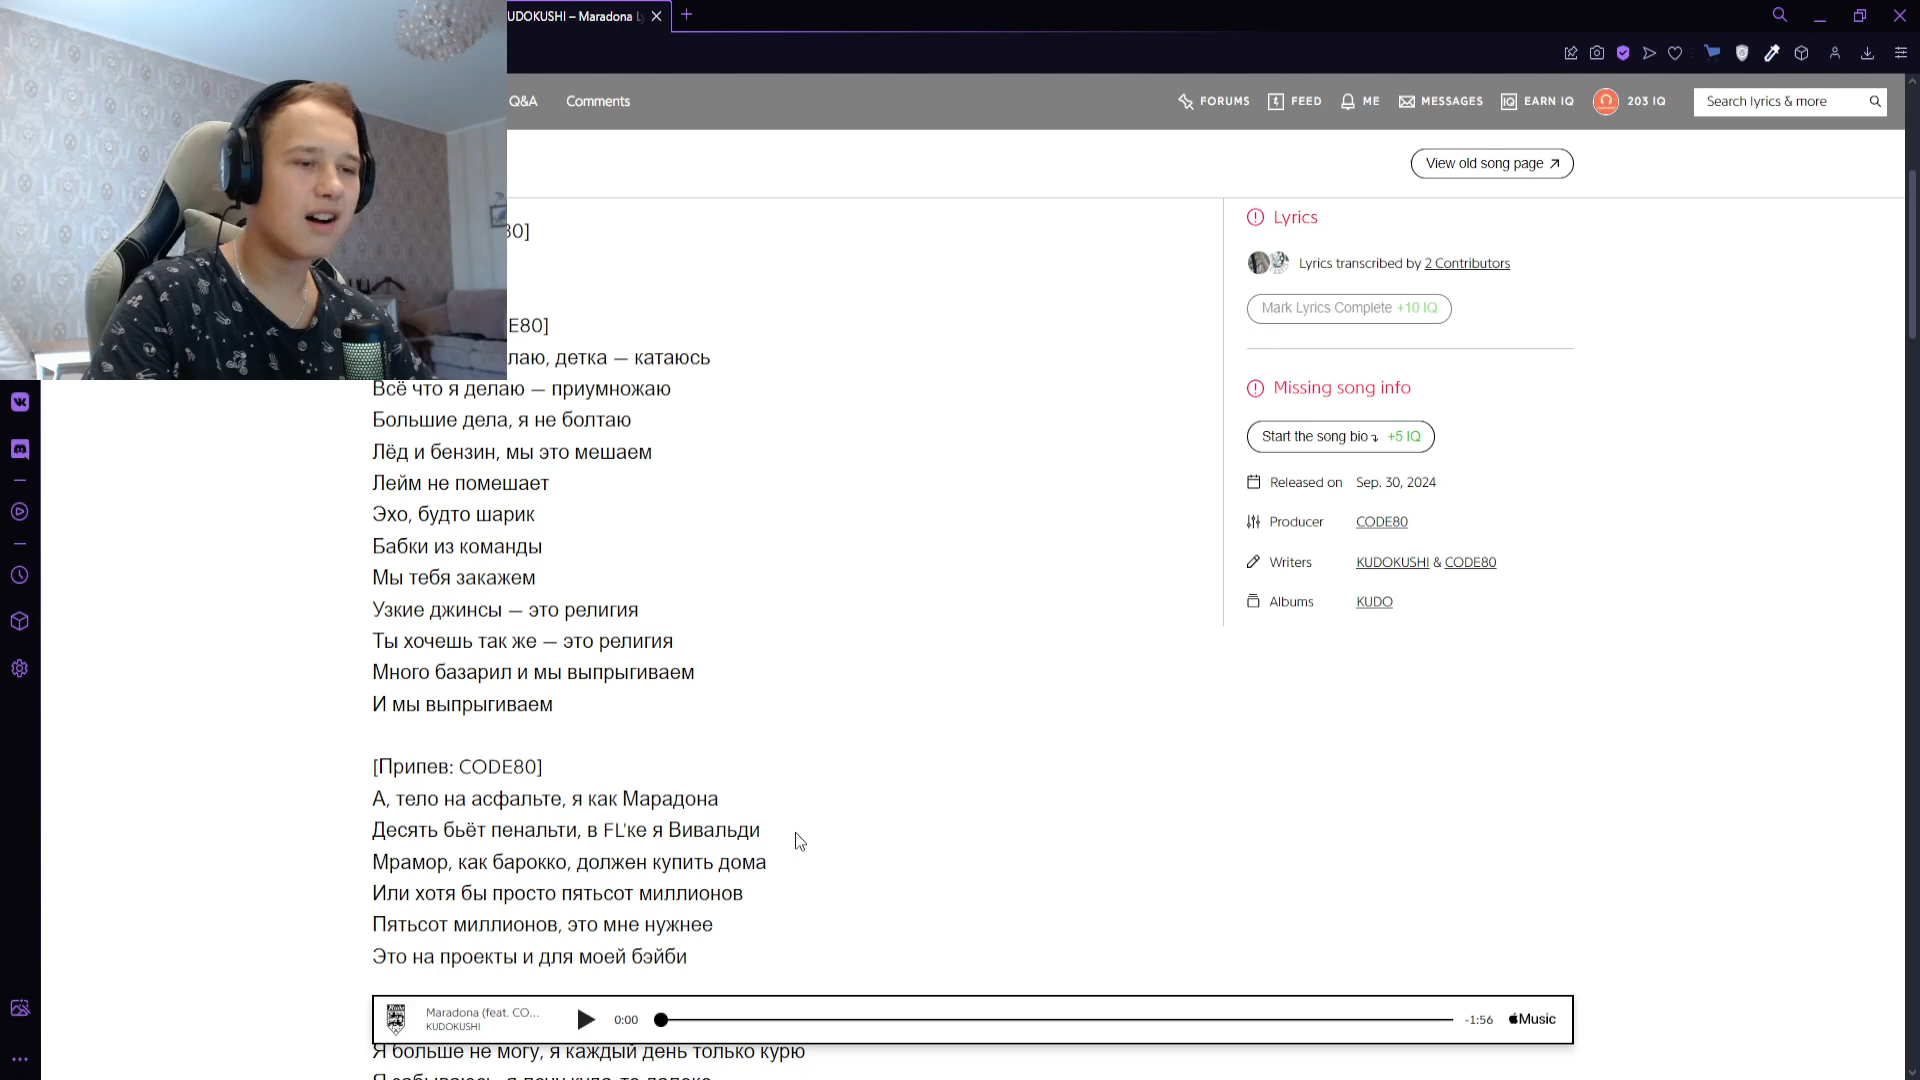 UDOKUSHI – Maradona L
Q&A
Comments
FORUMS
FEED
ME
MESSAGES
EARN IQ
203 IQ
Search lyrics & more
View old song page
80]
E80]
лаю, детка — катаюсь
Всё что я делаю — приумножаю
Большие дела, я не болтаю
Лёд и бензин, мы это мешаем
Лейм не помешает
Эхо, будто шарик
Бабки из команды
Мы тебя закажем
Узкие джинсы — это религия
Ты хочешь так же — это религия
Много базарил и мы выпрыгиваем
И мы выпрыгиваем
[Припев: CODE80]
А, тело на асфальте, я как Марадона
Десять бьёт пенальти, в FL'ке я Вивальди
Мрамор, как барокко, должен купить дома
Или хотя бы просто пятьсот миллионов
Пятьсот миллионов, это мне нужнее
Это на проекты и для моей бэйби
Я больше не могу, я каждый день только курю
Lyrics
Lyrics transcribed by 2 Contributors
Mark Lyrics Complete +10 IQ
Missing song info
Start the song bio +5 IQ
Released on Sep. 30, 2024
Producer CODE80
Writers KUDOKUSHI & CODE80
Albums KUDO
Maradona (feat. CO...
KUDOKUSHI
0:00
-1:56
Music